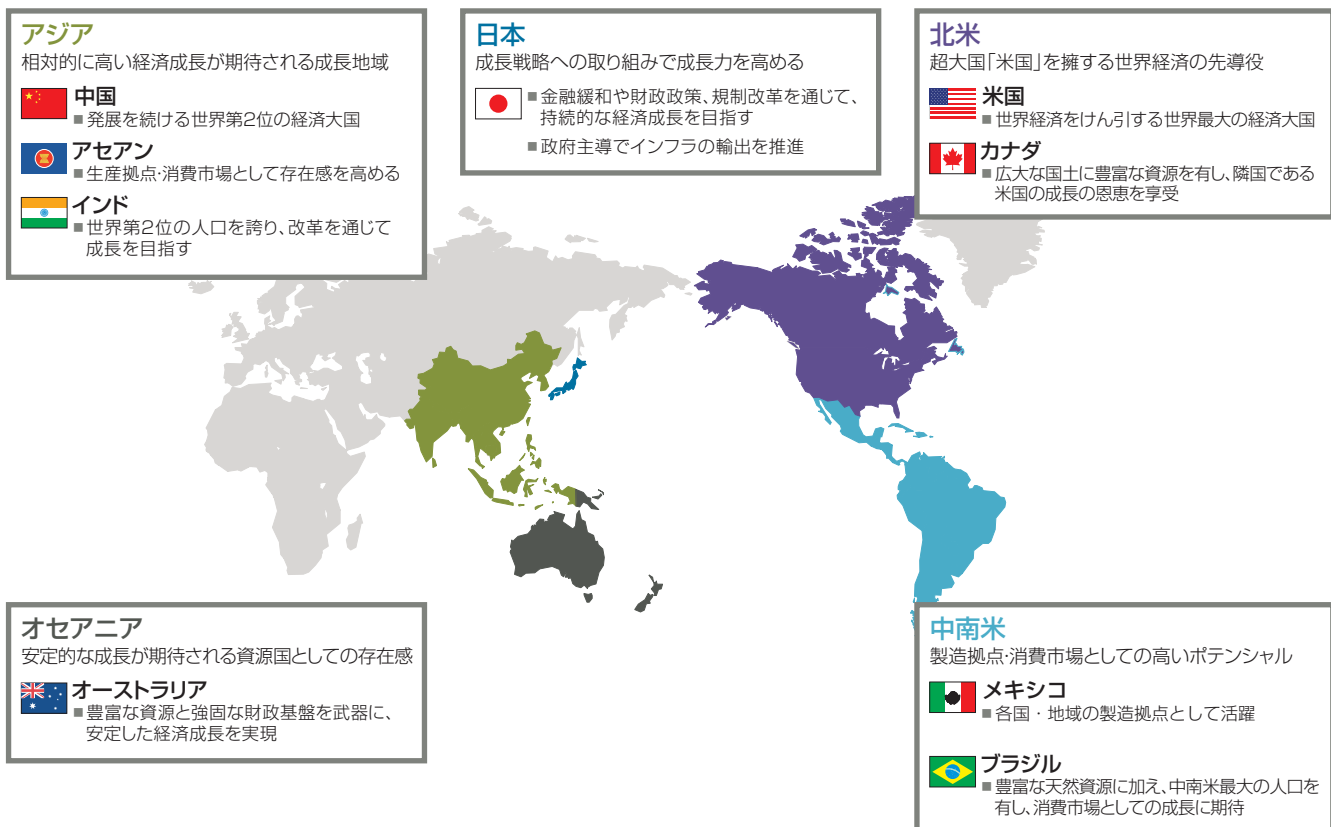 アジア
相対的に高い経済成長が期待される成長地域
中国
■発展を続ける世界第2位の経済大国
アセアン
■生産拠点・消費市場として存在感を高める
インド
■世界第2位の人口を誇り、改革を通じて
成長を目指す
日本
成長戦略への取り組みで成長力を高める
■金融緩和や財政政策、規制改革を通じて、
持続的な経済成長を目指す
■政府主導でインフラの輸出を推進
北米
超大国「米国」を擁する世界経済の先導役
米国
■世界経済をけん引する世界最大の経済大国
カナダ
■広大な国土に豊富な資源を有し、隣国である
米国の成長の恩恵を享受
オセアニア
安定的な成長が期待される資源国としての存在感
オーストラリア
■豊富な資源と強固な財政基盤を武器に、
安定した経済成長を実現
中南米
製造拠点・消費市場としての高いポテンシャル
メキシコ
■各国・地域の製造拠点として活躍
ブラジル
■豊富な天然資源に加え、中南米最大の人口を
有し、消費市場としての成長に期待